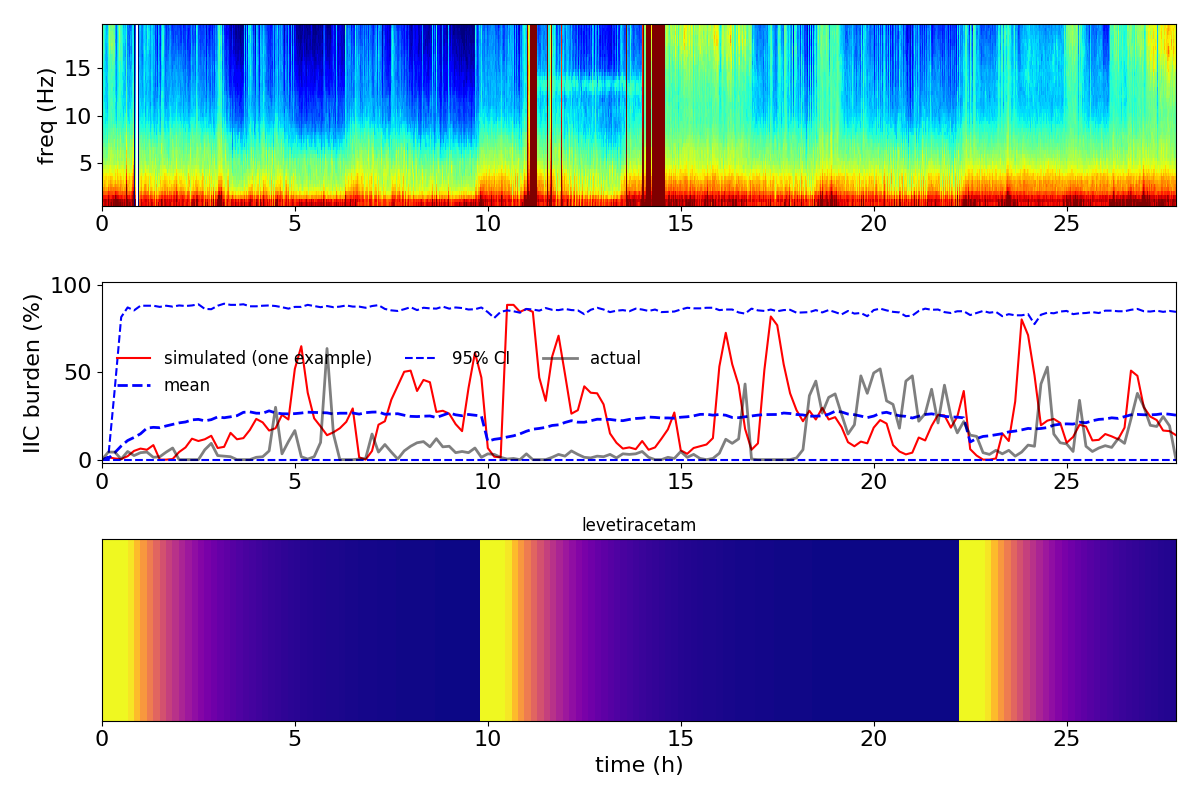 freq (Hz)
15
10
5
0 5 10 15 20 25
IIC burden (%)
100
50
0
simulated (one example) 95% CI actual
mean
0 5 10 15 20 25
levetiracetam
0 5 10 15 20 25
time (h)